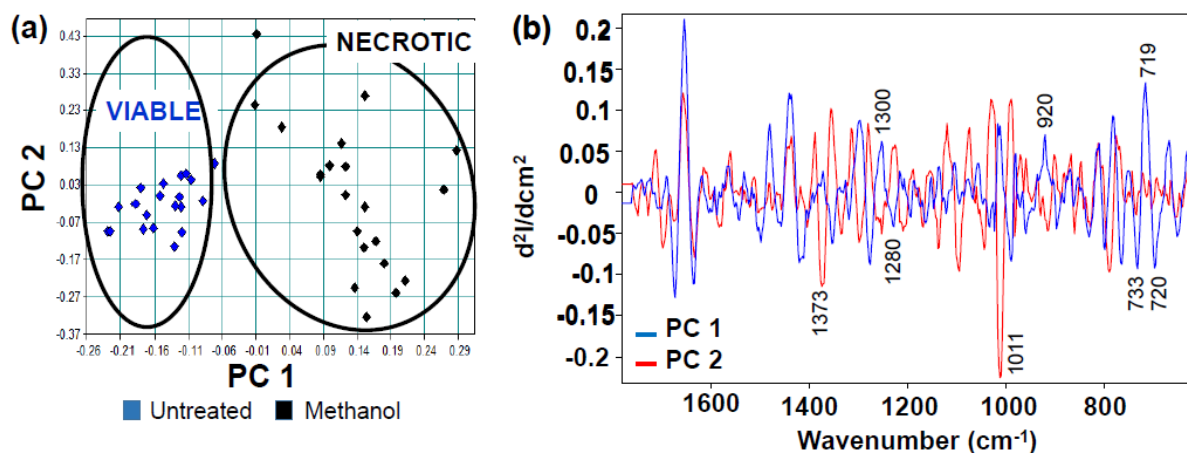 (a)
NECROTIC
VIABLE
PC 2
0.43
0.33
0.23
0.13
0.03
-0.07
-0.17
-0.27
-0.37
-0.26 -0.21 -0.16 -0.11 -0.06 -0.01 0.04 0.09 0.14 0.19 0.24 0.29
PC 1
Untreated Methanol
(b)
d²I/dcm²
0.2
0.15
0.1
0.05
0
-0.05
-0.1
-0.15
-0.2
1373
1280
1300
1011
920
733
719
720
PC 1
PC 2
1600 1400 1200 1000 800
Wavenumber (cm-¹)